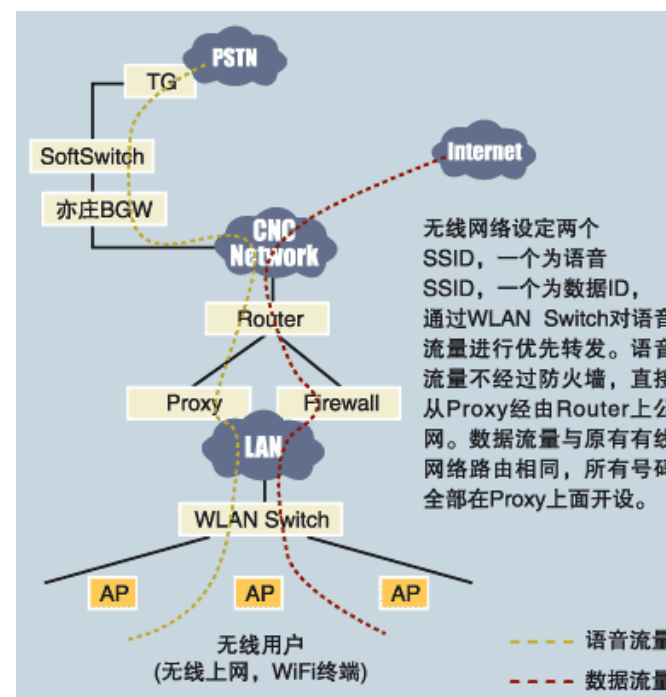 PSTN
TG
SoftSwitch
亦庄BGW
Internet
CNC
Network
Router
Proxy
Firewall
LAN
WLAN Switch
AP
AP
AP
无线用户
(无线上网，WiFi终端)
无线网络设定两个
SSID，一个为语音
SSID，一个为数据ID，
通过WLAN Switch对语音
流量进行优先转发。语音
流量不经过防火墙，直接
从Proxy经由Router上公
网。数据流量与原有有线
网络路由相同，所有号码
全部在Proxy上面开设。
语音流量
数据流量